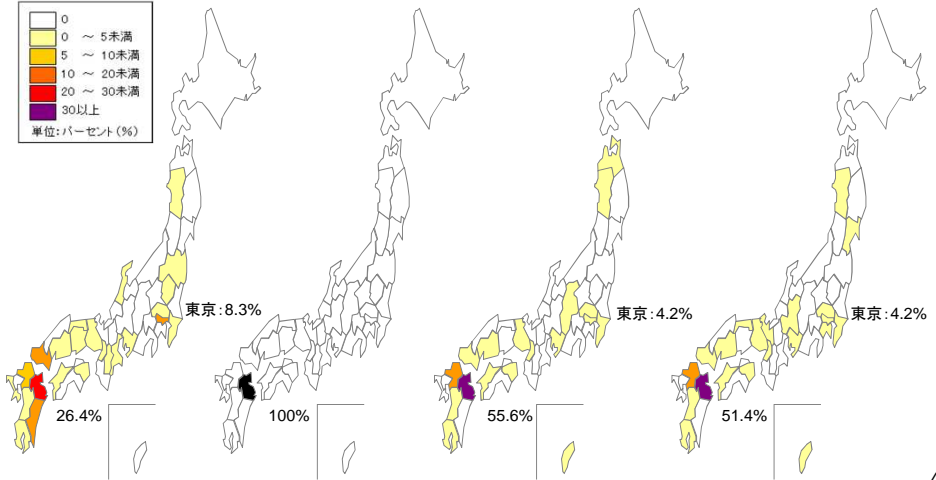 0
0 ～ 5未満
5 ～ 10未満
10 ～ 20未満
20 ～ 30未満
30以上
単位：パーセント（%）
東京：8.3%
26.4%
100%
東京：4.2%
55.6%
東京：4.2%
51.4%